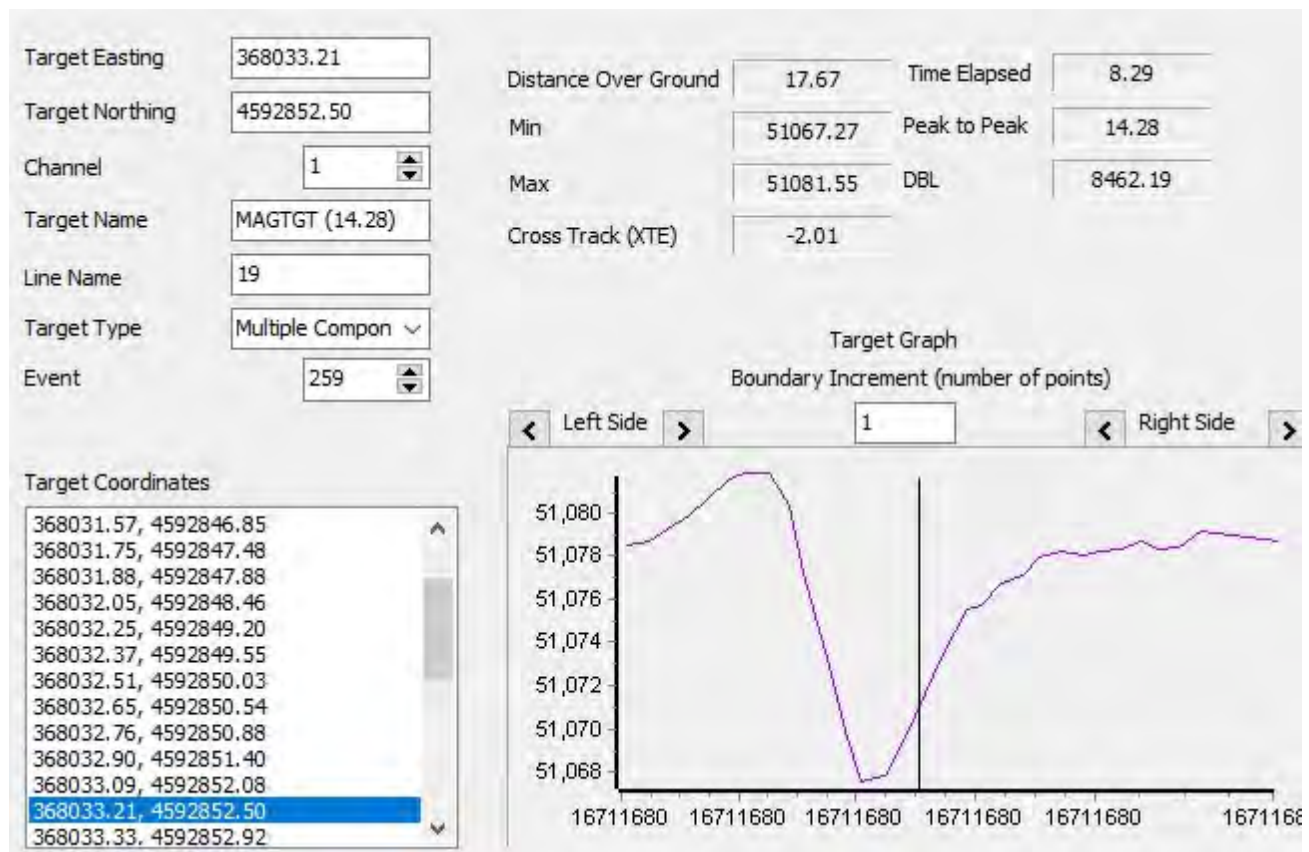 Target Easting 368033.21
Target Northing 4592852.50
Channel 1
Target Name MAGTGT (14.28)
Line Name 19
Target Type Multiple Compon
Event 259
Distance Over Ground 17.67 Time Elapsed 8.29
Min 51067.27 Peak to Peak 14.28
Max 51081.55 DBL 8462.19
Cross Track (XTE) -2.01
Target Graph
Boundary Increment (number of points)
Left Side 1 Right Side
Target Coordinates
368031.57, 4592846.85
368031.75, 4592847.48
368031.88, 4592847.88
368032.05, 4592848.46
368032.25, 4592849.20
368032.37, 4592849.55
368032.51, 4592850.03
368032.65, 4592850.54
368032.76, 4592850.88
368032.90, 4592851.40
368033.09, 4592852.08
368033.21, 4592852.50
368033.33, 4592852.92
51,080
51,078
51,076
51,074
51,072
51,070
51,068
16711680 16711680 16711680 16711680 16711680 167116